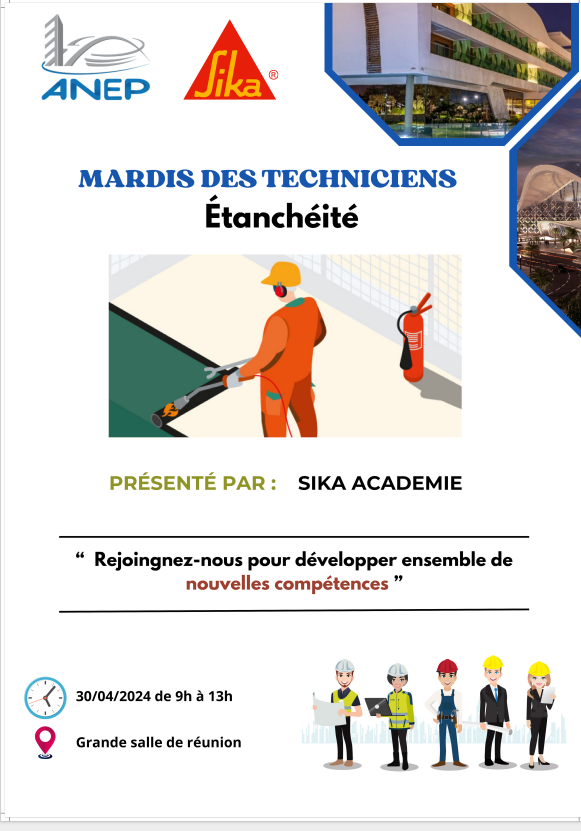 ANEP
Sika®
MARDIS DES TECHNICIENS
Étanchéité
PRÉSENTÉ PAR : SIKA ACADEMIE
“ Rejoingnez-nous pour développer ensemble de
nouvelles compétences ”
30/04/2024 de 9h à 13h
Grande salle de réunion